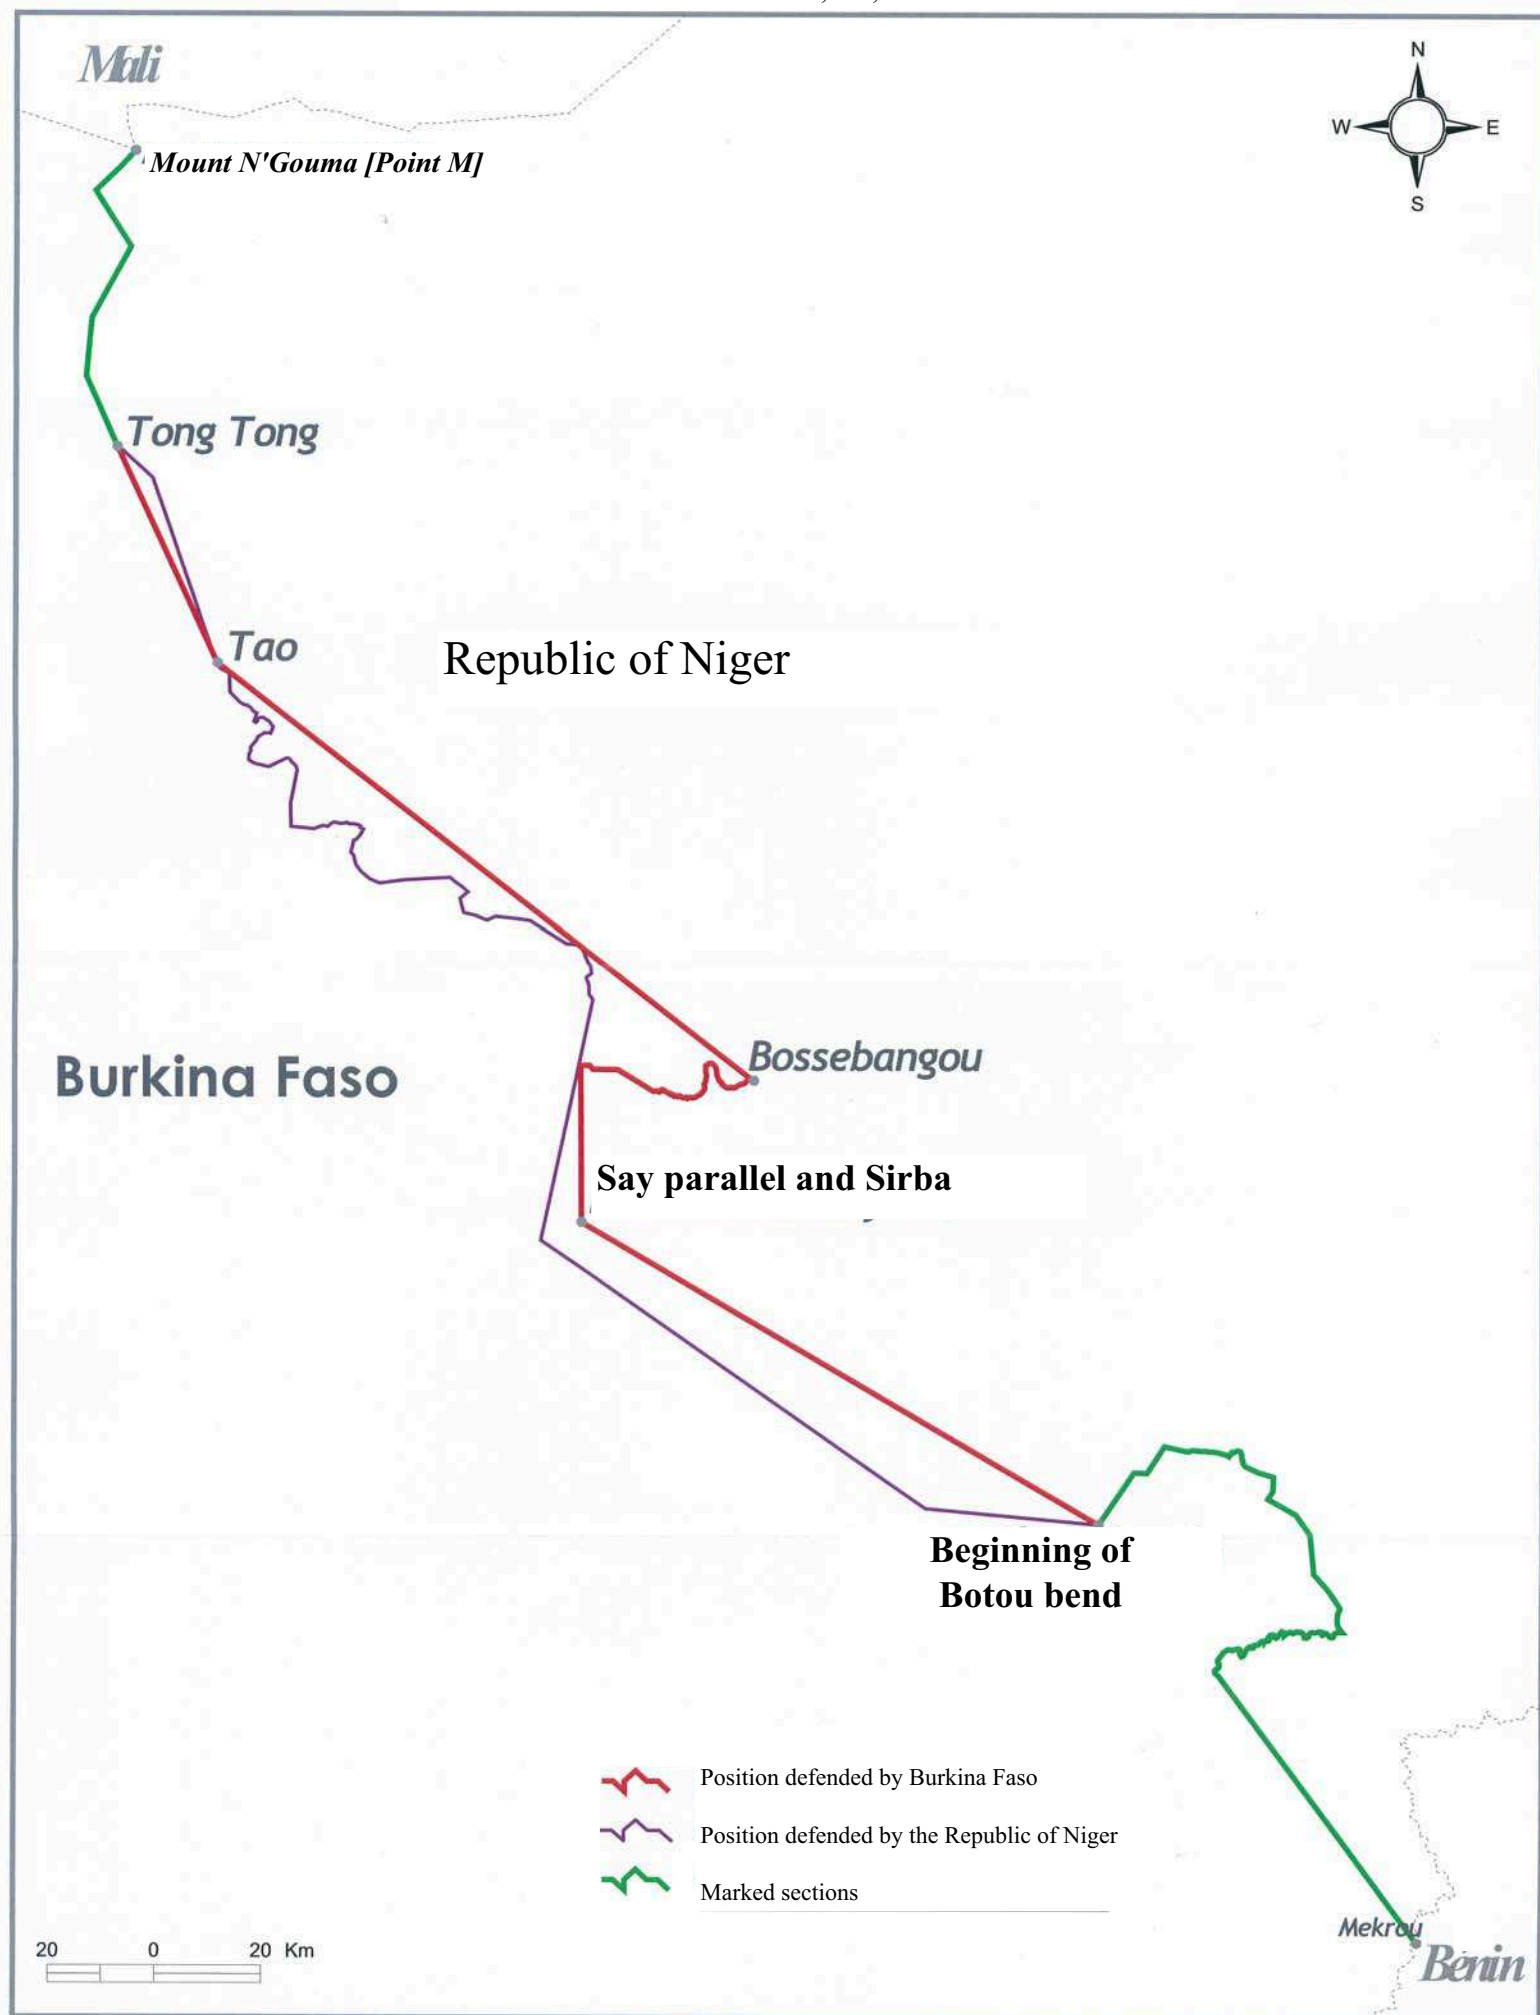 Mali
N
W
E
S
Mount N'Gouma [Point M]
Tong Tong
Tao
Republic of Niger
Bossebangou
Burkina Faso
Say parallel and Sirba
Beginning of
Botou bend
Position defended by Burkina Faso
Position defended by the Republic of Niger
Marked sections
Mekrou
20 0 20 Km
Bénin